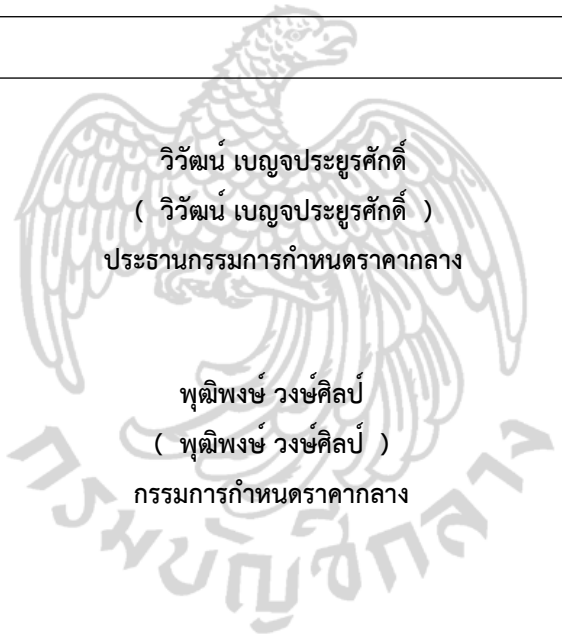 วิวัฒน์ เบญจประยูรศักดิ์
( วิวัฒน์ เบญจประยูรศักดิ์ )
ประธานกรรมการกำหนดราคากลาง
พุฒิพงษ์ วงษ์ศิลป์
( พุฒิพงษ์ วงษ์ศิลป์ )
กรรมการกำหนดราคากลาง
กรมบัญชีกลาง